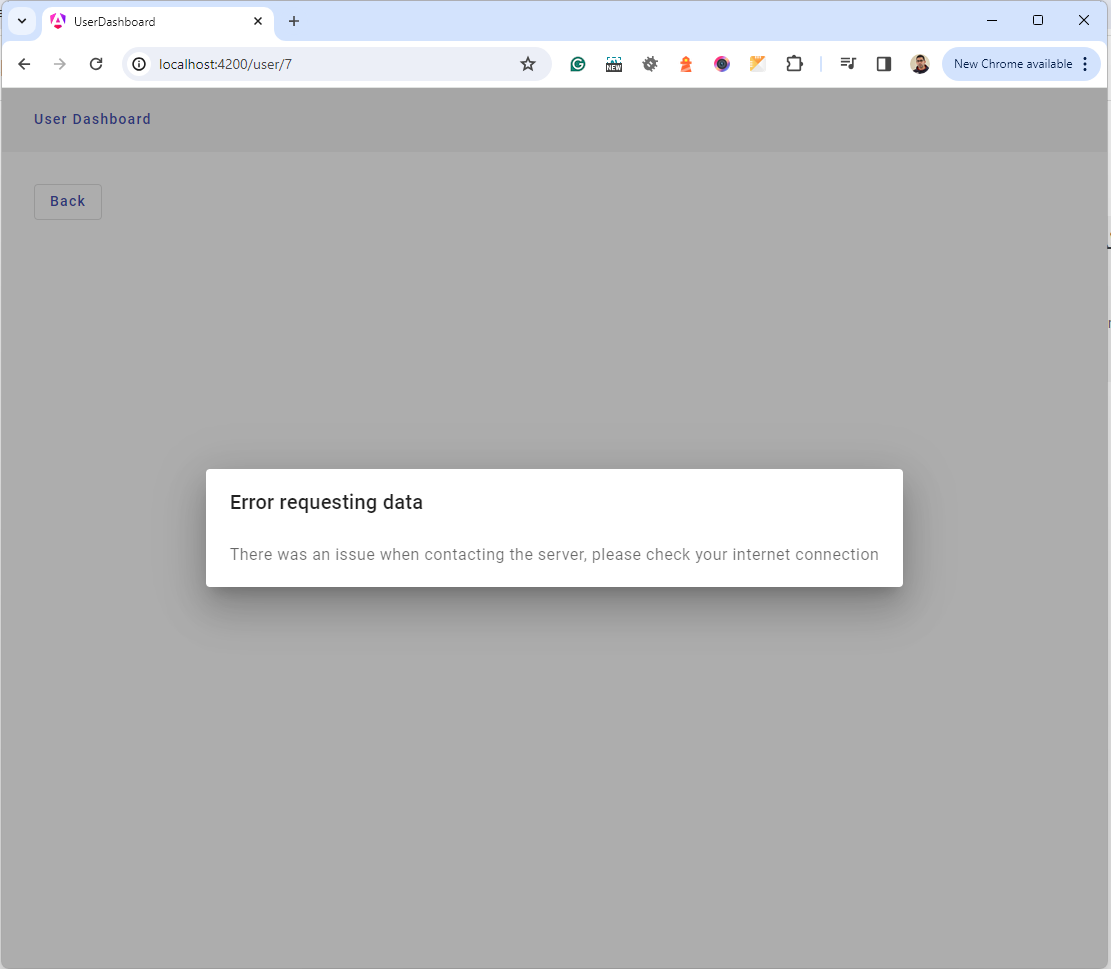 UserDashboard
localhost:4200/user/7
NEW
New Chrome available
User Dashboard
Back
Error requesting data
There was an issue when contacting the server, please check your internet connection